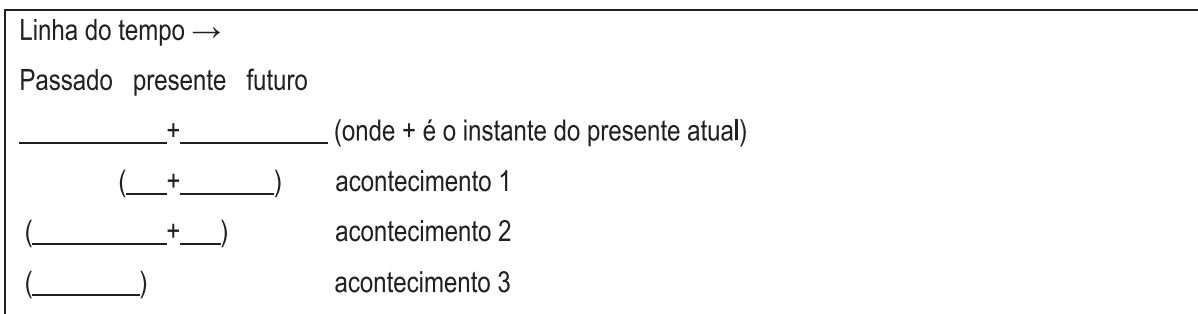 Linha do tempo →
Passado presente futuro
___________+___________ (onde + é o instante do presente atual)
(___+_______) acontecimento 1
(__________+___) acontecimento 2
(________) acontecimento 3